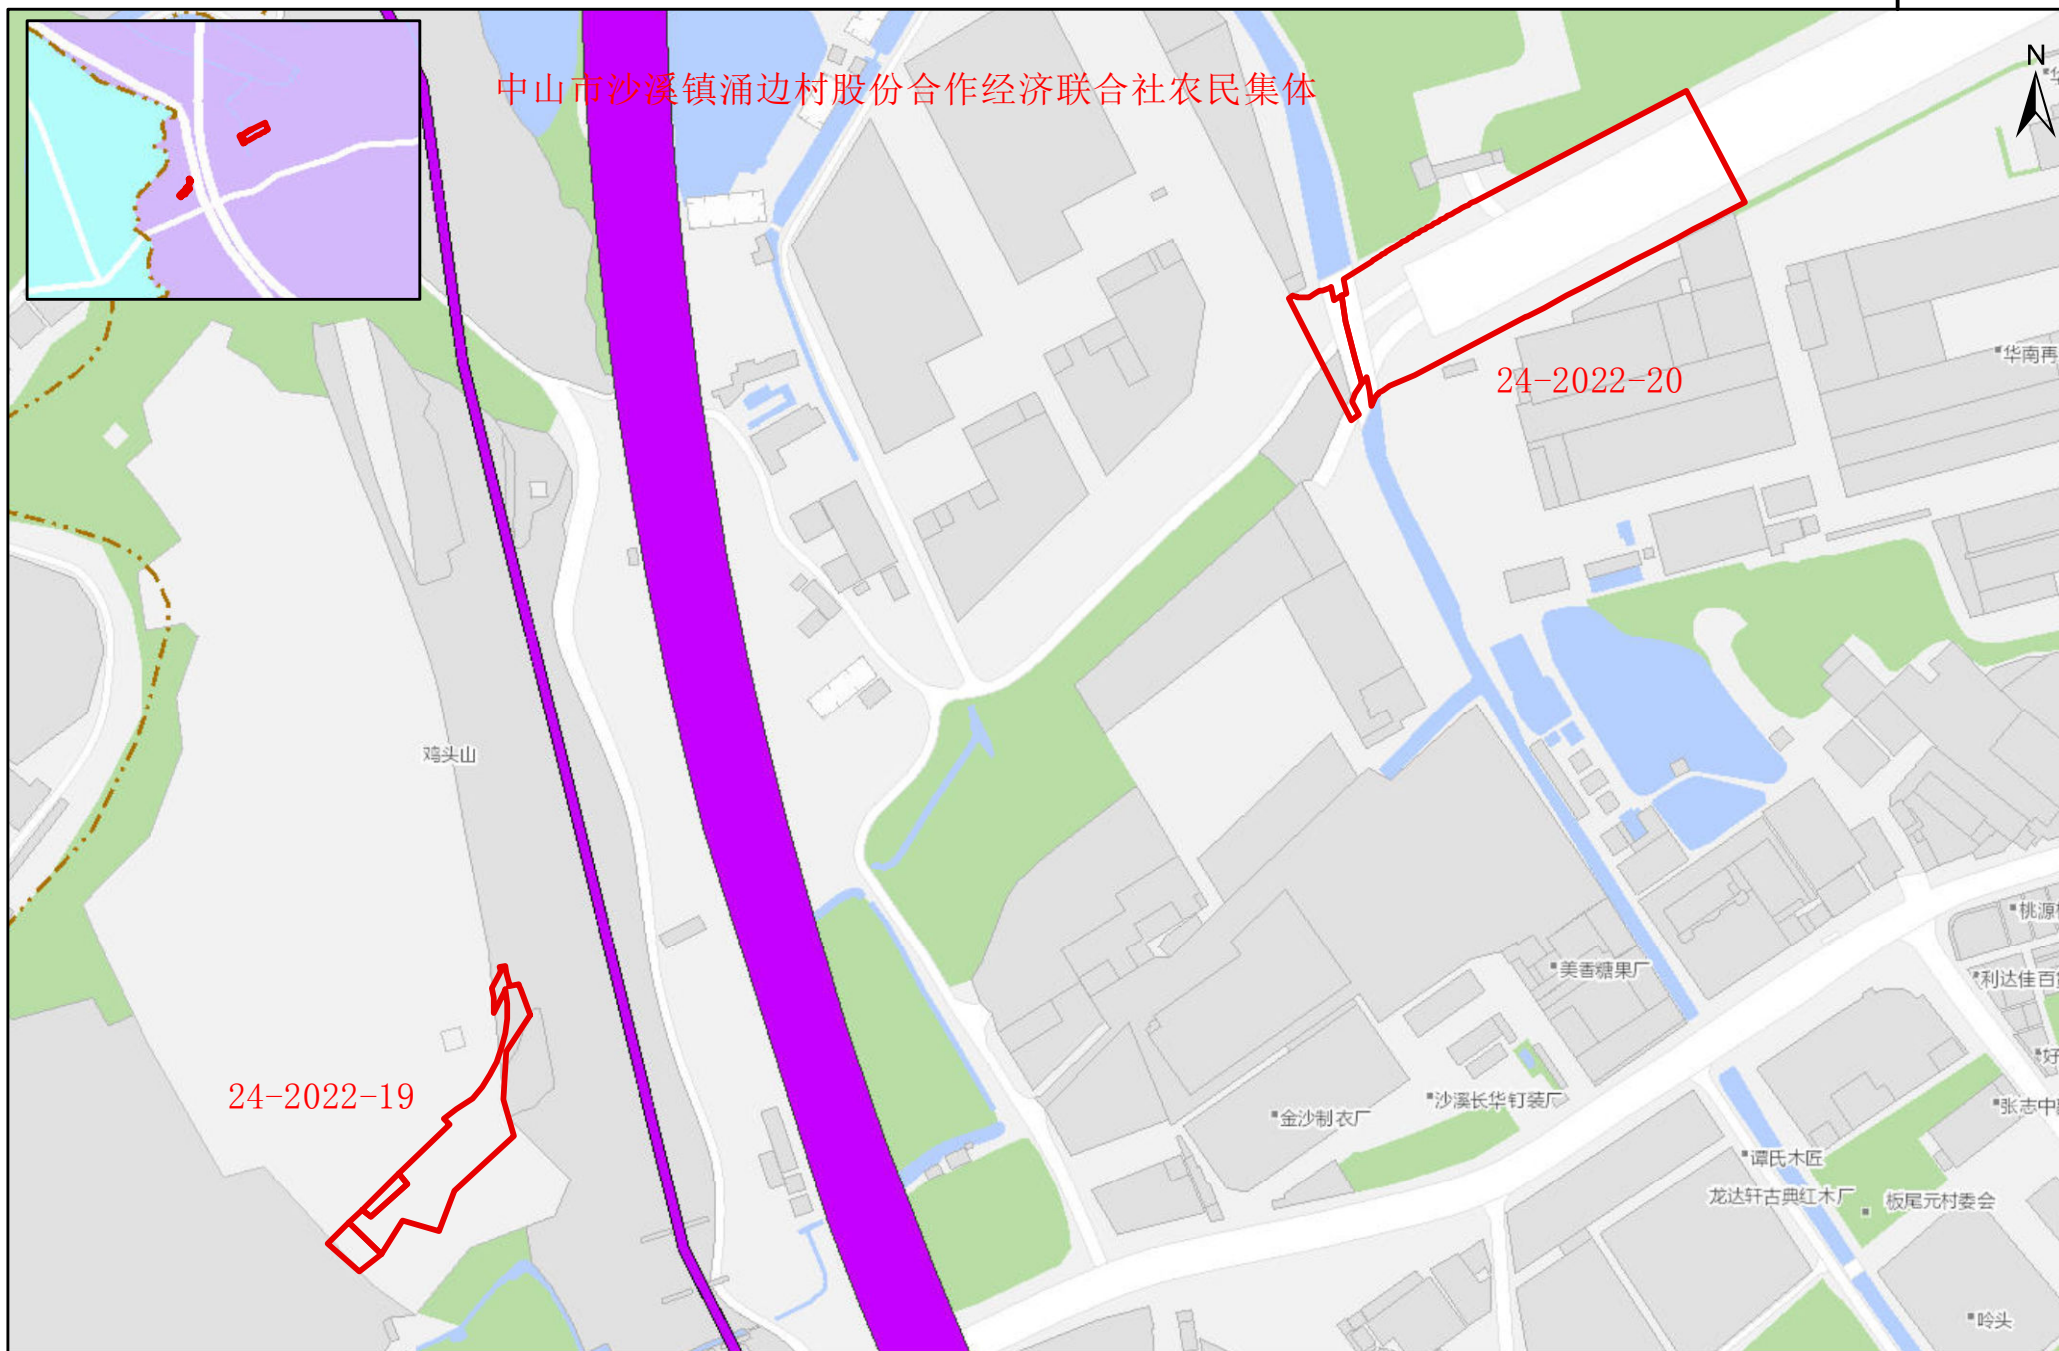 中山市沙溪镇涌边村股份合作经济联合社农民集体
N
华南再
24-2022-20
鸡头山
桃源
美香糖果厂
利达佳百
24-2022-19
好
沙溪长华钉装厂
金沙制衣厂
张志中
谭氏木匠
龙达轩古典红木厂
板尾元村委会
呤头